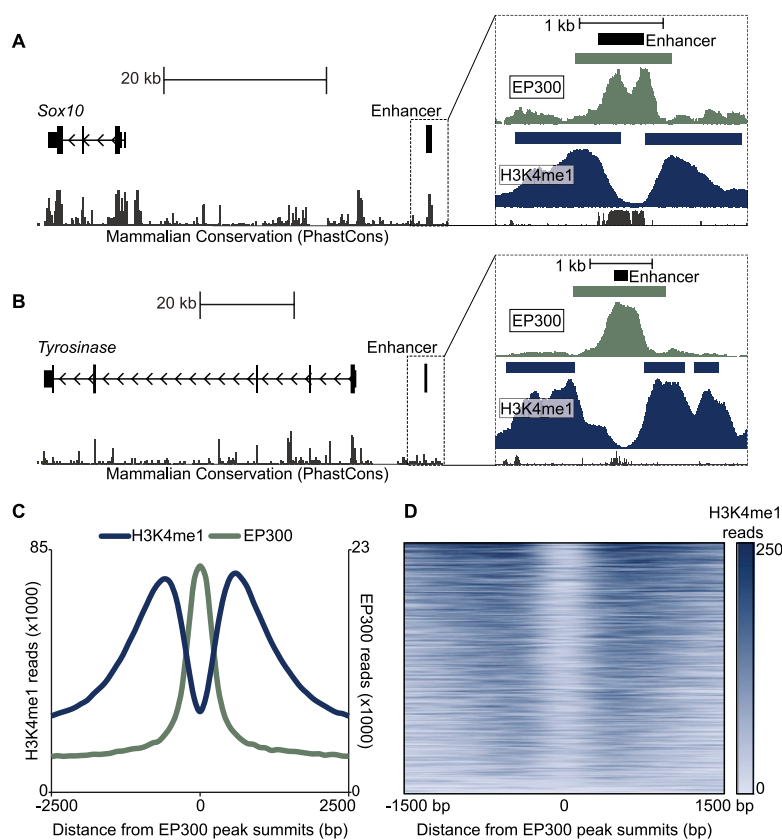 A
20 kb
Sox10
Enhancer
1 kb
Enhancer
EP300
H3K4me1
Mammalian Conservation (PhastCons)
B
20 kb
Tyrosinase
Enhancer
1 kb
Enhancer
EP300
H3K4me1
Mammalian Conservation (PhastCons)
C
H3K4me1
EP300
85
23
H3K4me1 reads (x1000)
EP300 reads (x1000)
0
0
-2500
0
2500
Distance from EP300 peak summits (bp)
D
H3K4me1
reads
250
0
-1500 bp
0
1500 bp
Distance from EP300 peak summits (bp)